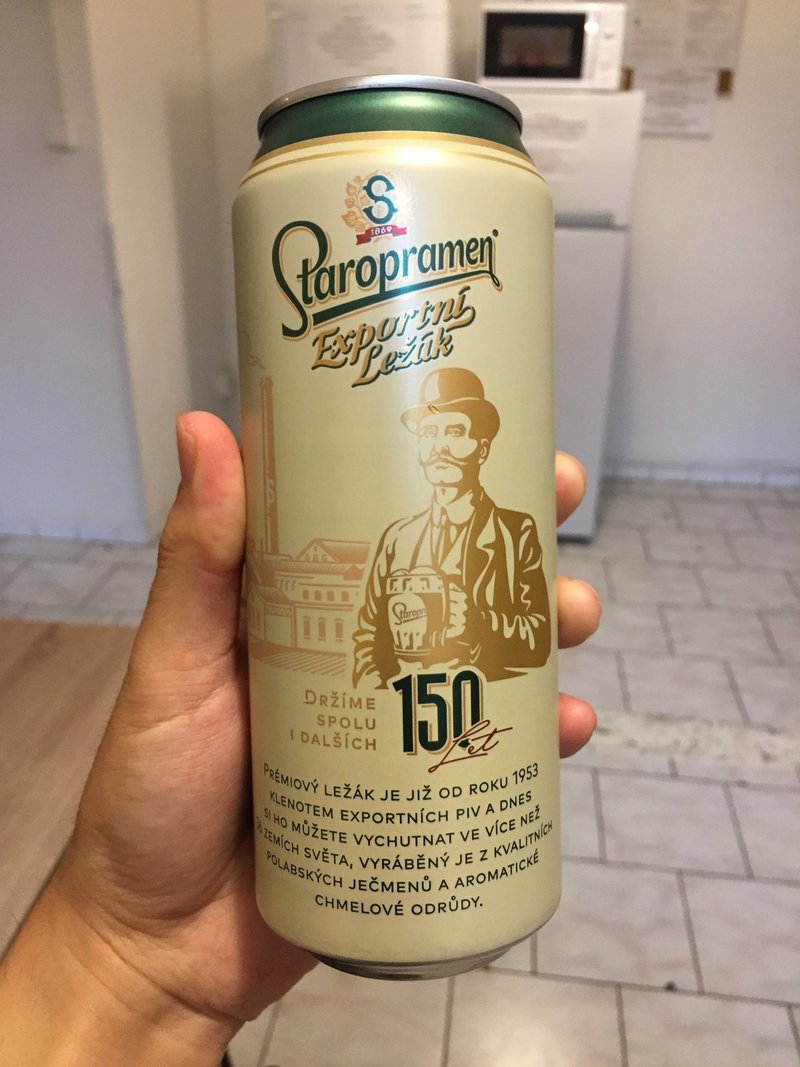 S
1869
Staropramen
Exportní
Ležák
Staropr
DRŽÍME
SPOLU
I DALŠÍCH
150
Let
PRÉMIOVÝ LEŽÁK JE JIŽ OD ROKU 1953
KLENOTEM EXPORTNÍCH PIV A DNES
SI HO MŮŽETE VYCHUTNAT VE VÍCE NEŽ
ZEMÍCH SVĚTA, VYRÁBĚNÝ JE Z KVALITNÍCH
POLABSKÝCH JEČMENŮ A AROMATICKÉ
CHMELOVÉ ODRŮDY.